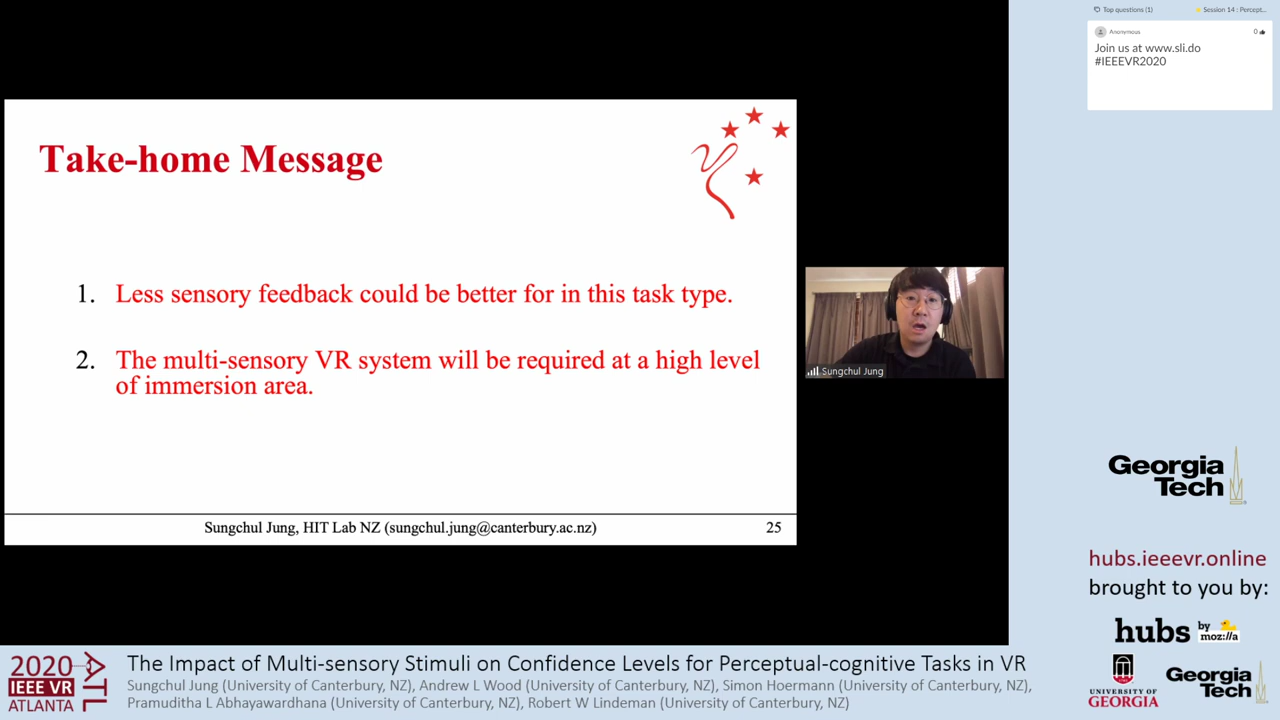 Take-home Message
1. Less sensory feedback could be better for in this task type.
2. The multi-sensory VR system will be required at a high level
of immersion area.
Sungchul Jung, HIT Lab NZ (sungchul.jung@canterbury.ac.nz)
25
Sungchul Jung
Top questions (1)
Session 14 : Percept...
Anonymous
0
Join us at www.sli.do
#IEEEVR2020
Georgia
Tech
hubs.ieeevr.online
brought to you by:
hubs by
moz://a
UNIVERSITY OF
GEORGIA
Georgia
Tech
2020
IEEE VR
ATLANTA
ATL
The Impact of Multi-sensory Stimuli on Confidence Levels for Perceptual-cognitive Tasks in VR
Sungchul Jung (University of Canterbury, NZ), Andrew L Wood (University of Canterbury, NZ), Simon Hoermann (University of Canterbury, NZ),
Pramuditha L Abhayawardhana (University of Canterbury, NZ), Robert W Lindeman (University of Canterbury, NZ)